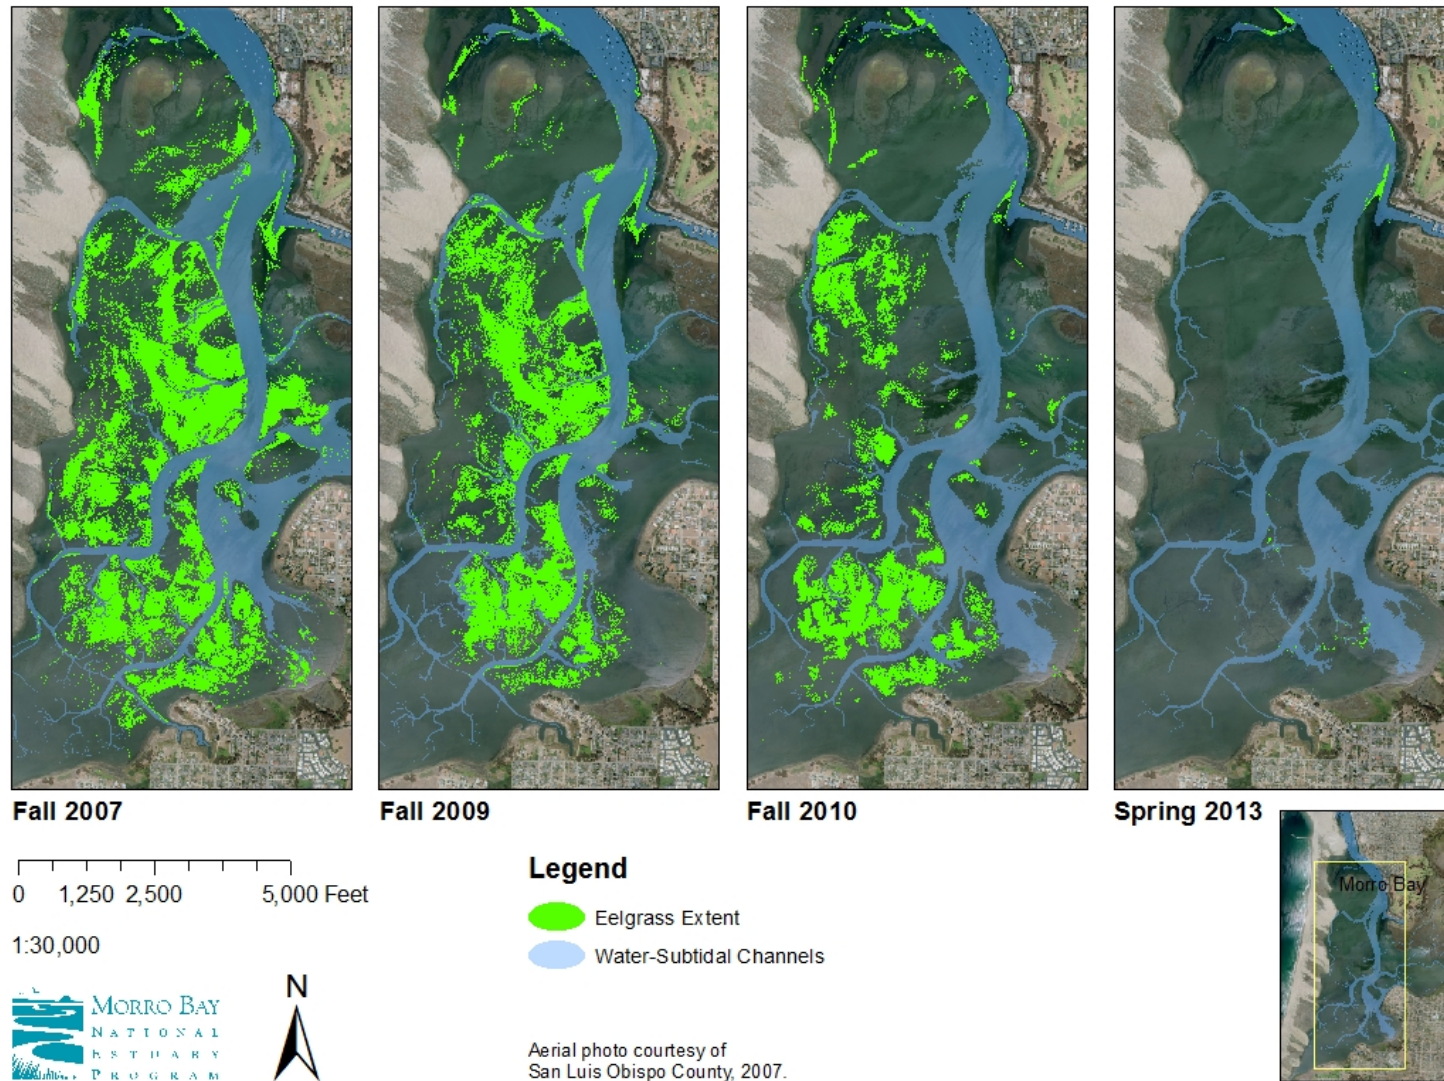 Fall 2007
Fall 2009
Fall 2010
Spring 2013
0 1,250 2,500 5,000 Feet
1:30,000
Legend
Eelgrass Extent
Water-Subtidal Channels
Morro Bay
MORRO BAY
NATIONAL
ESTUARY
PROGRAM
N
Aerial photo courtesy of
San Luis Obispo County, 2007.